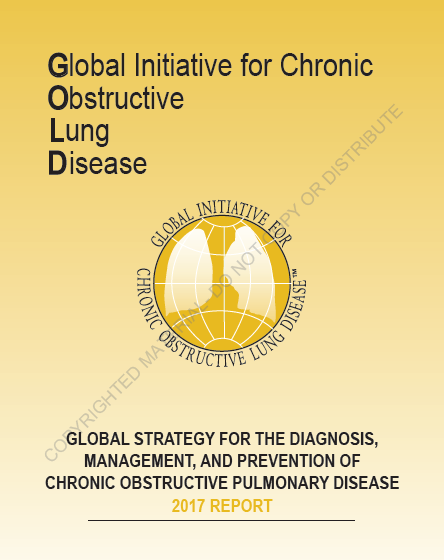 Global Initiative for Chronic
Obstructive
Lung
Disease
COPYRIGHTED MATERIAL- DO NOT COPY OR DISTRIBUTE
GLOBAL INITIATIVE FOR
CHRONIC OBSTRUCTIVE LUNG DISEASE™
GLOBAL STRATEGY FOR THE DIAGNOSIS,
MANAGEMENT, AND PREVENTION OF
CHRONIC OBSTRUCTIVE PULMONARY DISEASE
2017 REPORT